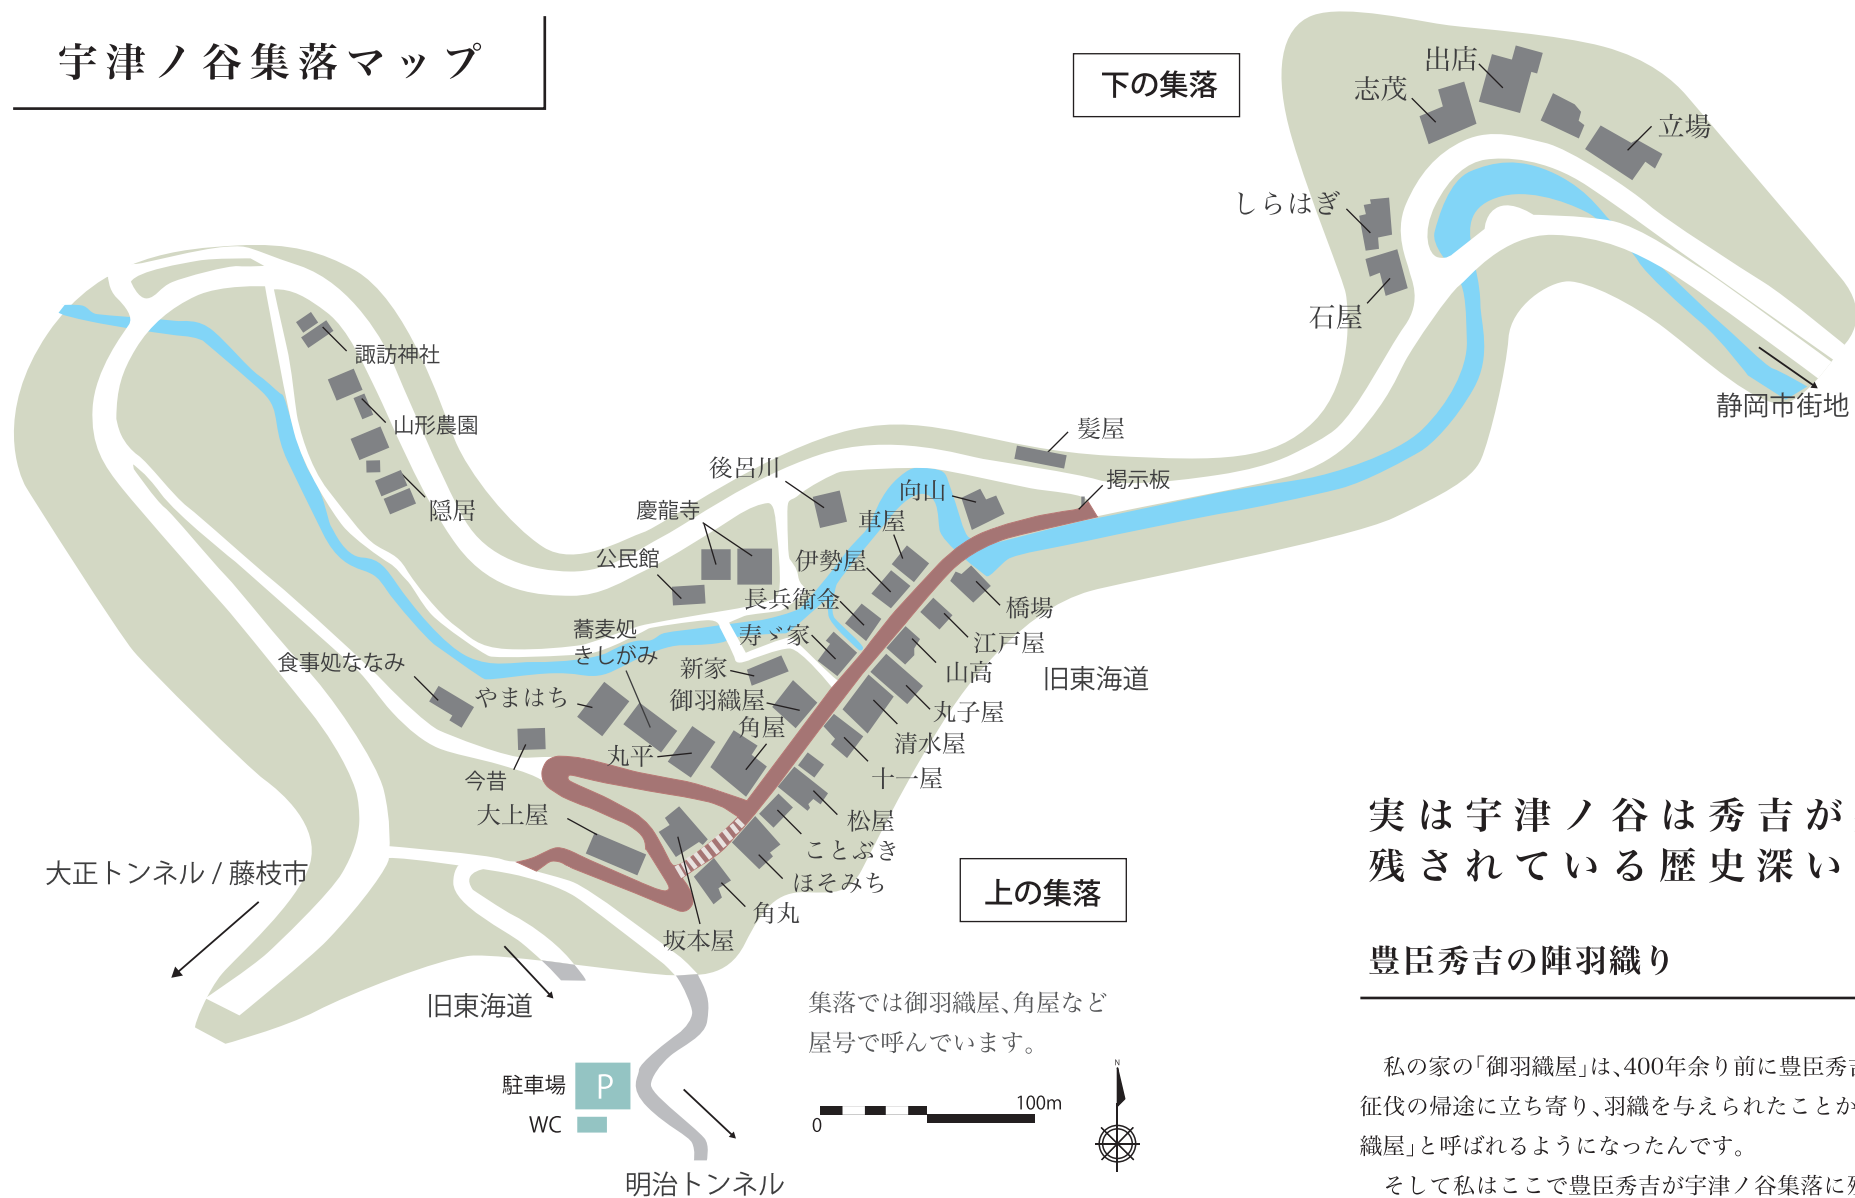 宇津ノ谷集落マップ
下の集落
出店
志茂
立場
しらはぎ
石屋
静岡市街地
諏訪神社
山形農園
隠居
髪屋
掲示板
後呂川
向山
慶龍寺
車屋
公民館
伊勢屋
長兵衛金
橋場
蕎麦処
きしがみ
寿ゞ家
江戸屋
食事処ななみ
新家
山高
旧東海道
やまはち
御羽織屋
丸子屋
角屋
丸平
清水屋
今昔
十一屋
大上屋
松屋
ことぶき
ほそみち
大正トンネル / 藤枝市
上の集落
角丸
坂本屋
旧東海道
集落では御羽織屋、角屋など
屋号で呼んでいます。
駐車場
P
WC
0
100m
N
明治トンネル
実は宇津ノ谷は秀吉が
残されている歴史深い
豊臣秀吉の陣羽織り
私の家の「御羽織屋」は、400年余り前に豊臣秀吉
征伐の帰途に立ち寄り、羽織を与えられたことか
織屋」と呼ばれるようになったんです。
そして私はここで豊臣秀吉が宇津ノ谷集落に残